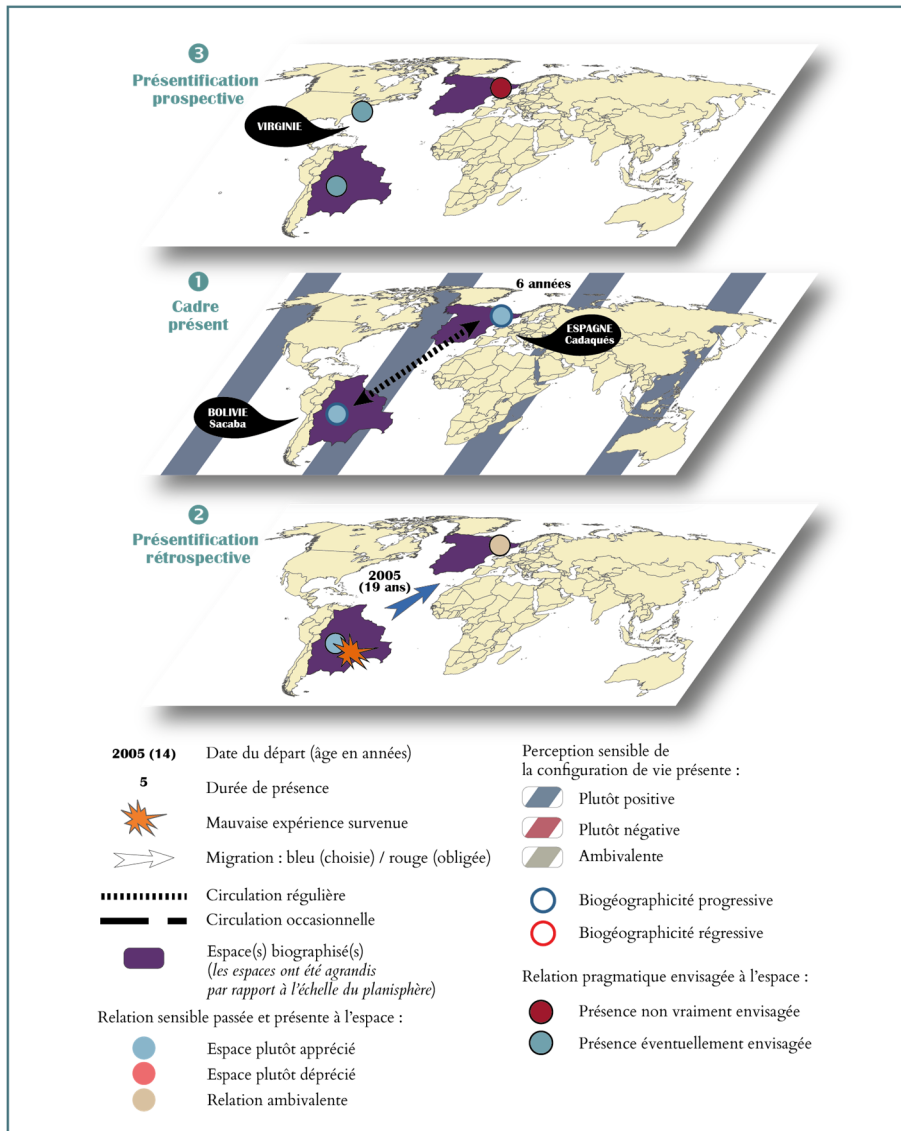 3
Présentification
prospective
VIRGINIE
1
Cadre
présent
6 années
ESPAGNE
Cadaqués
BOLIVIE
Sacaba
2
Présentification
rétrospective
2005
(19 ans)
2005 (14) Date du départ (âge en années)
5 Durée de présence
Mauvaise expérience survenue
Migration : bleu (choisie) / rouge (obligée)
Circulation régulière
Circulation occasionnelle
Espace(s) biographisé(s)
(les espaces ont été agrandis
par rapport à l'échelle du planisphère)
Relation sensible passée et présente à l'espace :
Espace plutôt apprécié
Espace plutôt déprécié
Relation ambivalente
Perception sensible de
la configuration de vie présente :
Plutôt positive
Plutôt négative
Ambivalente
Biogéographicité progressive
Biogéographicité régressive
Relation pragmatique envisagée à l'espace :
Présence non vraiment envisagée
Présence éventuellement envisagée